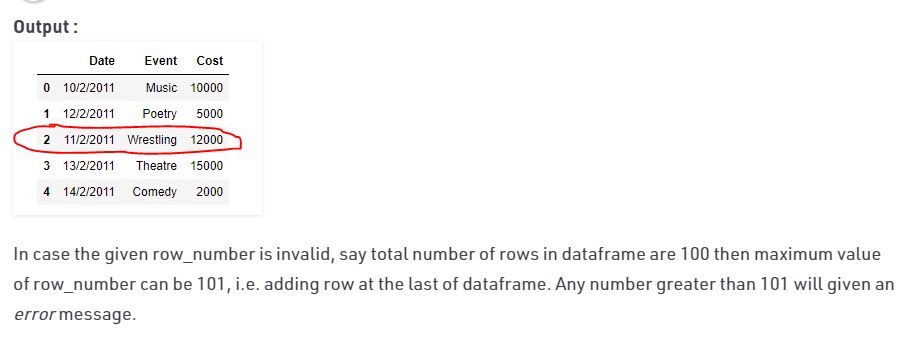 Output :
Date Event Cost
0 10/2/2011 Music 10000
1 12/2/2011 Poetry 5000
2 11/2/2011 Wrestling 12000
3 13/2/2011 Theatre 15000
4 14/2/2011 Comedy 2000
In case the given row_number is invalid, say total number of rows in dataframe are 100 then maximum value
of row_number can be 101, i.e. adding row at the last of dataframe. Any number greater than 101 will given an
error message.